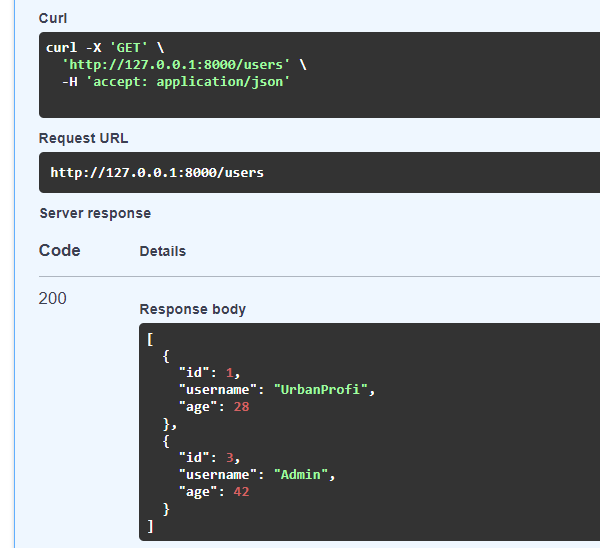 Curl
curl -X 'GET' \
  'http://127.0.0.1:8000/users' \
  -H 'accept: application/json'
Request URL
http://127.0.0.1:8000/users
Server response
Code Details
200
Response body
[
  {
    "id": 1,
    "username": "UrbanProfi",
    "age": 28
  },
  {
    "id": 3,
    "username": "Admin",
    "age": 42
  }
]